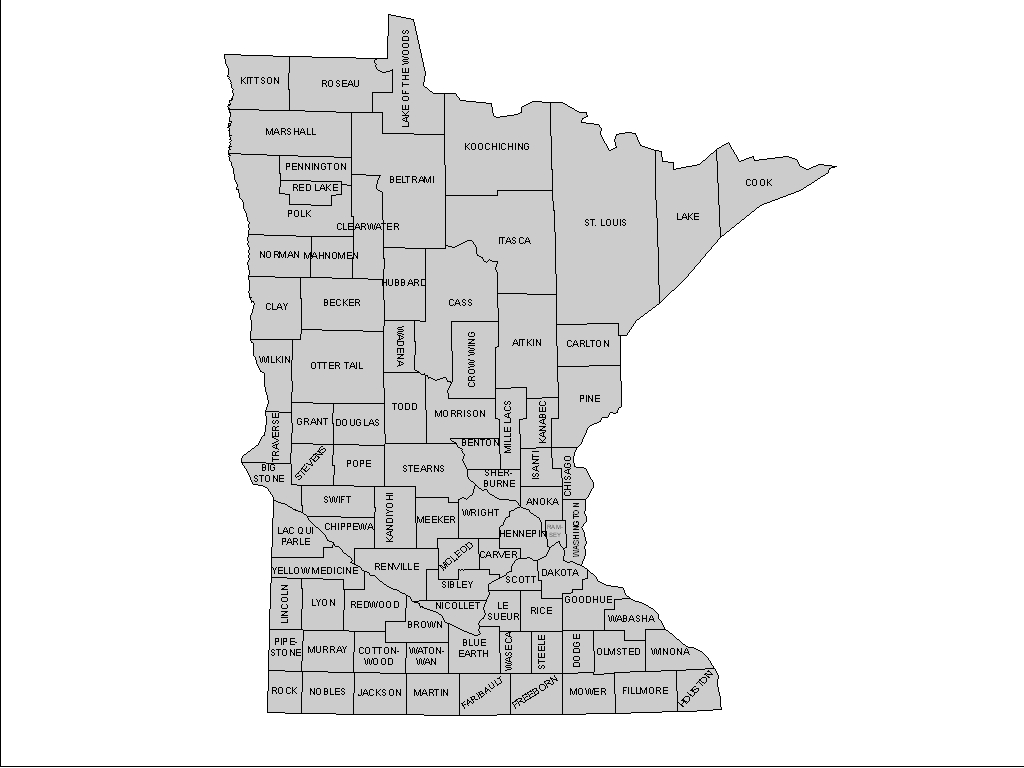 LAKE OF THE WOODS
KITTSON
ROSEAU
MARSHALL
KOOCHICHING
PENNINGTON
BELTRAMI
COOK
RED LAKE
POLK
LAKE
ST. LOUIS
CLEARWATER
ITASCA
NORMAN
MAHNOMEN
HUBBARD
CLAY
BECKER
CASS
WADENA
CROW WING
AITKIN
CARLTON
WILKIN
OTTER TAIL
PINE
TODD
MORRISON
MILLE LACS
KANABEC
TRAVERSE
GRANT
DOUGLAS
BENTON
STEVENS
POPE
STEARNS
ISANTI
CHISAGO
BIG
STONE
SHER-
BURNE
SWIFT
KANDIYOHI
ANOKA
WRIGHT
MEEKER
CHIPPEWA
LAC QUI
PARLE
HENNEPIN
RAM-
SEY
WASHINGTON
MCLEOD
CARVER
RENVILLE
YELLOW MEDICINE
DAKOTA
SCOTT
SIBLEY
LINCOLN
LYON
REDWOOD
NICOLLET
LE
SUEUR
RICE
GOODHUE
WABASHA
BROWN
PIPE-
STONE
MURRAY
COTTON-
WOOD
WATON-
WAN
BLUE
EARTH
WASECA
STEELE
DODGE
OLMSTED
WINONA
ROCK
NOBLES
JACKSON
MARTIN
FARIBAULT
FREEBORN
MOWER
FILLMORE
HOUSTON